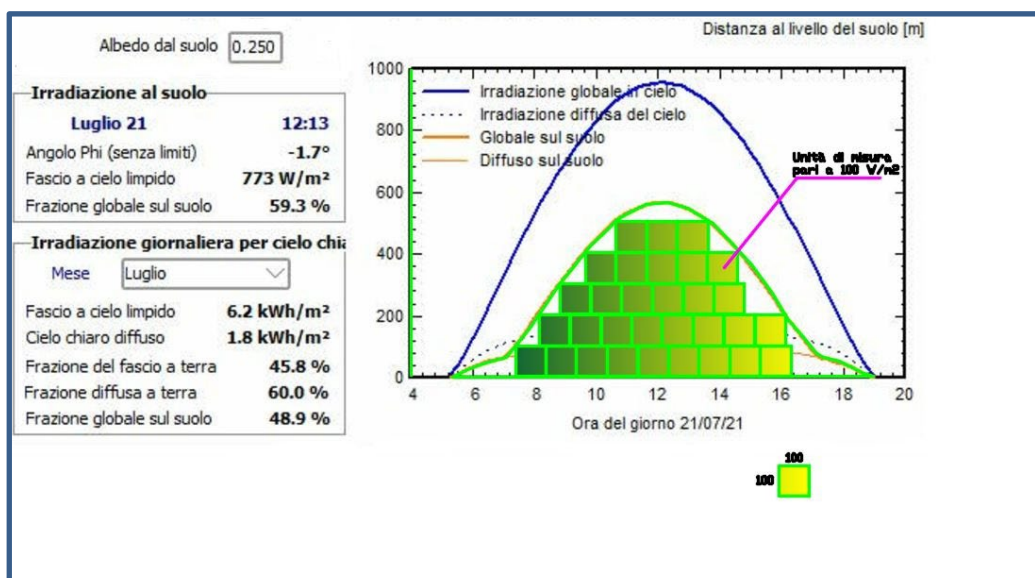 Albedo dal suolo 0.250
Irradiazione al suolo
Luglio 21 12:13
Angolo Phi (senza limiti) -1.7°
Fascio a cielo limpido 773 W/m²
Frazione globale sul suolo 59.3 %
Irradiazione giornaliera per cielo chia
Mese Luglio
Fascio a cielo limpido 6.2 kWh/m²
Cielo chiaro diffuso 1.8 kWh/m²
Frazione del fascio a terra 45.8 %
Frazione diffusa a terra 60.0 %
Frazione globale sul suolo 48.9 %
Distanza al livello del suolo [m]
1000
800
600
400
200
0
Irradiazione globale in cielo
Irradiazione diffusa del cielo
Globale sul suolo
Diffuso sul suolo
Unità di misura
pari a 100 V/m2
4 6 8 10 12 14 16 18 20
Ora del giorno 21/07/21
100
100